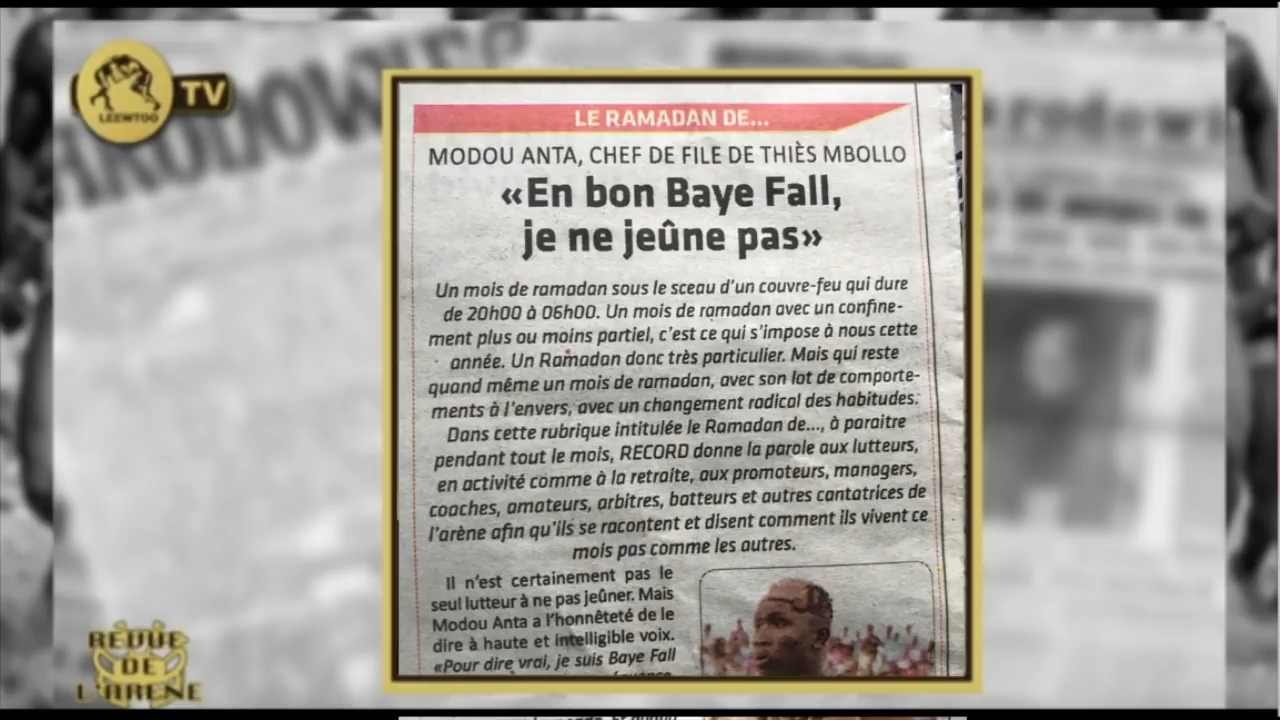 LEEWTOO
TV
LE RAMADAN DE...
MODOU ANTA, CHEF DE FILE DE THIÈS MBOLLO
«En bon Baye Fall,
je ne jeûne pas»
Un mois de ramadan sous le sceau d'un couvre-feu qui dure
de 20h00 à 06h00. Un mois de ramadan avec un confine-
ment plus ou moins partiel, c'est ce qui s'impose à nous cette
année. Un Ramadan donc très particulier. Mais qui reste
quand même un mois de ramadan, avec son lot de comporte-
ments à l'envers, avec un changement radical des habitudes.
Dans cette rubrique intitulée le Ramadan de..., à paraitre
pendant tout le mois, RECORD donne la parole aux lutteurs,
en activité comme à la retraite, aux promoteurs, managers,
coaches, amateurs, arbitres, batteurs et autres cantatrices de
l'arène afin qu'ils se racontent et disent comment ils vivent ce
mois pas comme les autres.
Il n'est certainement pas le
seul lutteur à ne pas jeûner. Mais
Modou Anta a l'honnêteté de le
dire à haute et intelligible voix.
«Pour dire vrai, je suis Baye Fall
REVUE
DE
L'ARENE